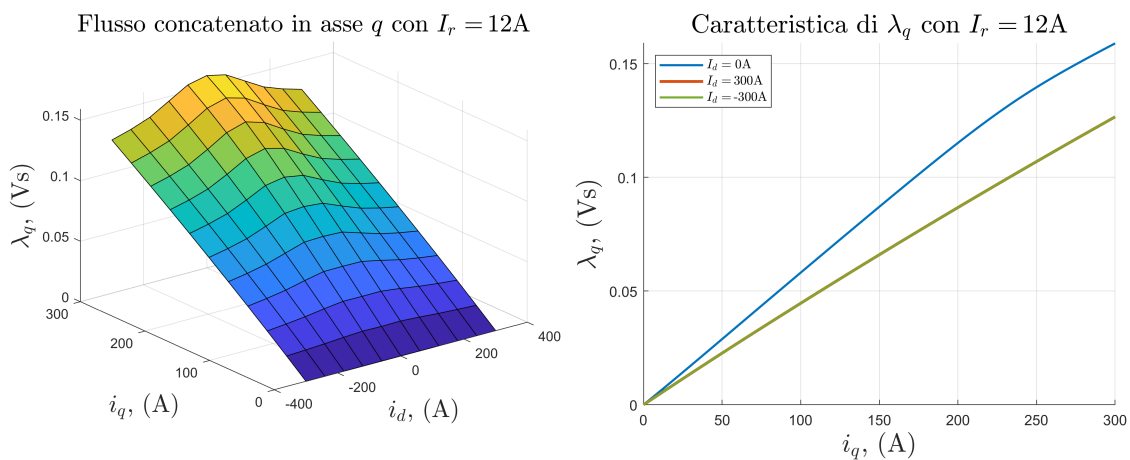 Flusso concatenato in asse q con I_r = 12A
0.15
0.1
0.05
0
λ_q, (Vs)
300
200
100
0
i_q, (A)
-400
-200
0
200
400
i_d, (A)
Caratteristica di λ_q con I_r = 12A
I_d = 0A
I_d = 300A
I_d = -300A
0.15
0.1
0.05
0
λ_q, (Vs)
0
50
100
150
200
250
300
i_q, (A)